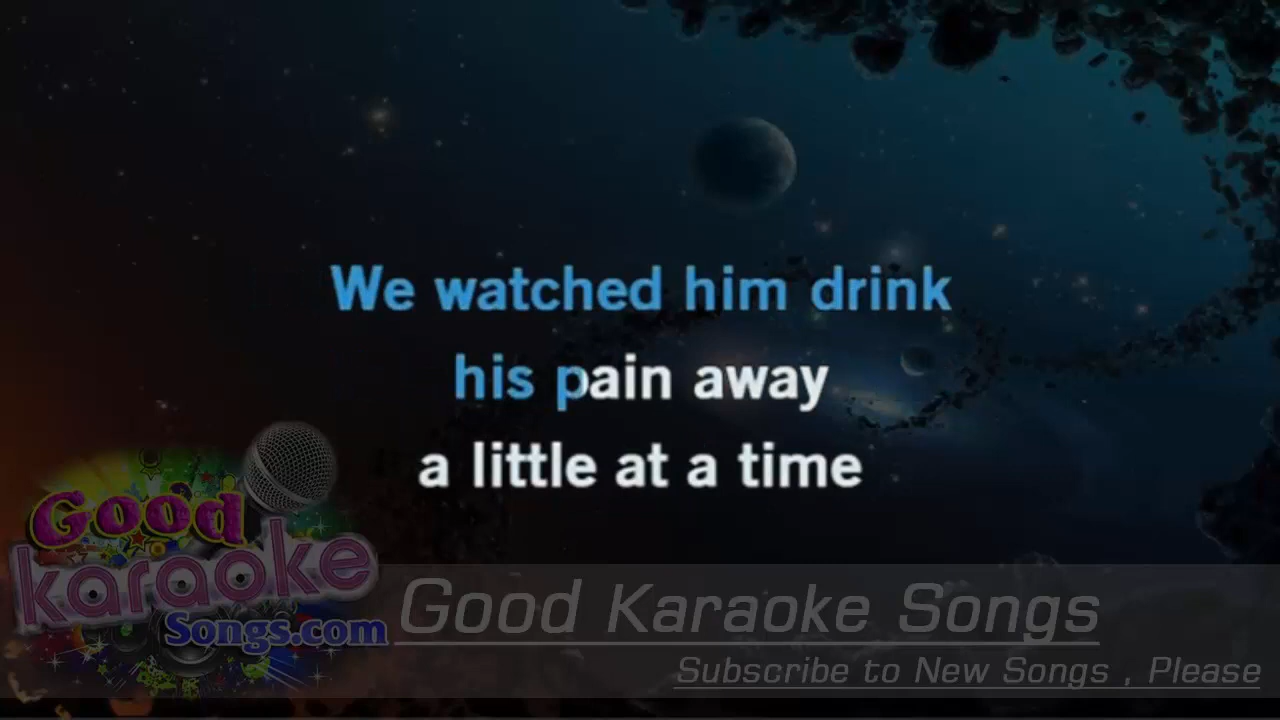 We watched him drink
his pain away
a little at a time
Good
karaoke
Songs.com
Good Karaoke Songs
Subscribe to New Songs , Please